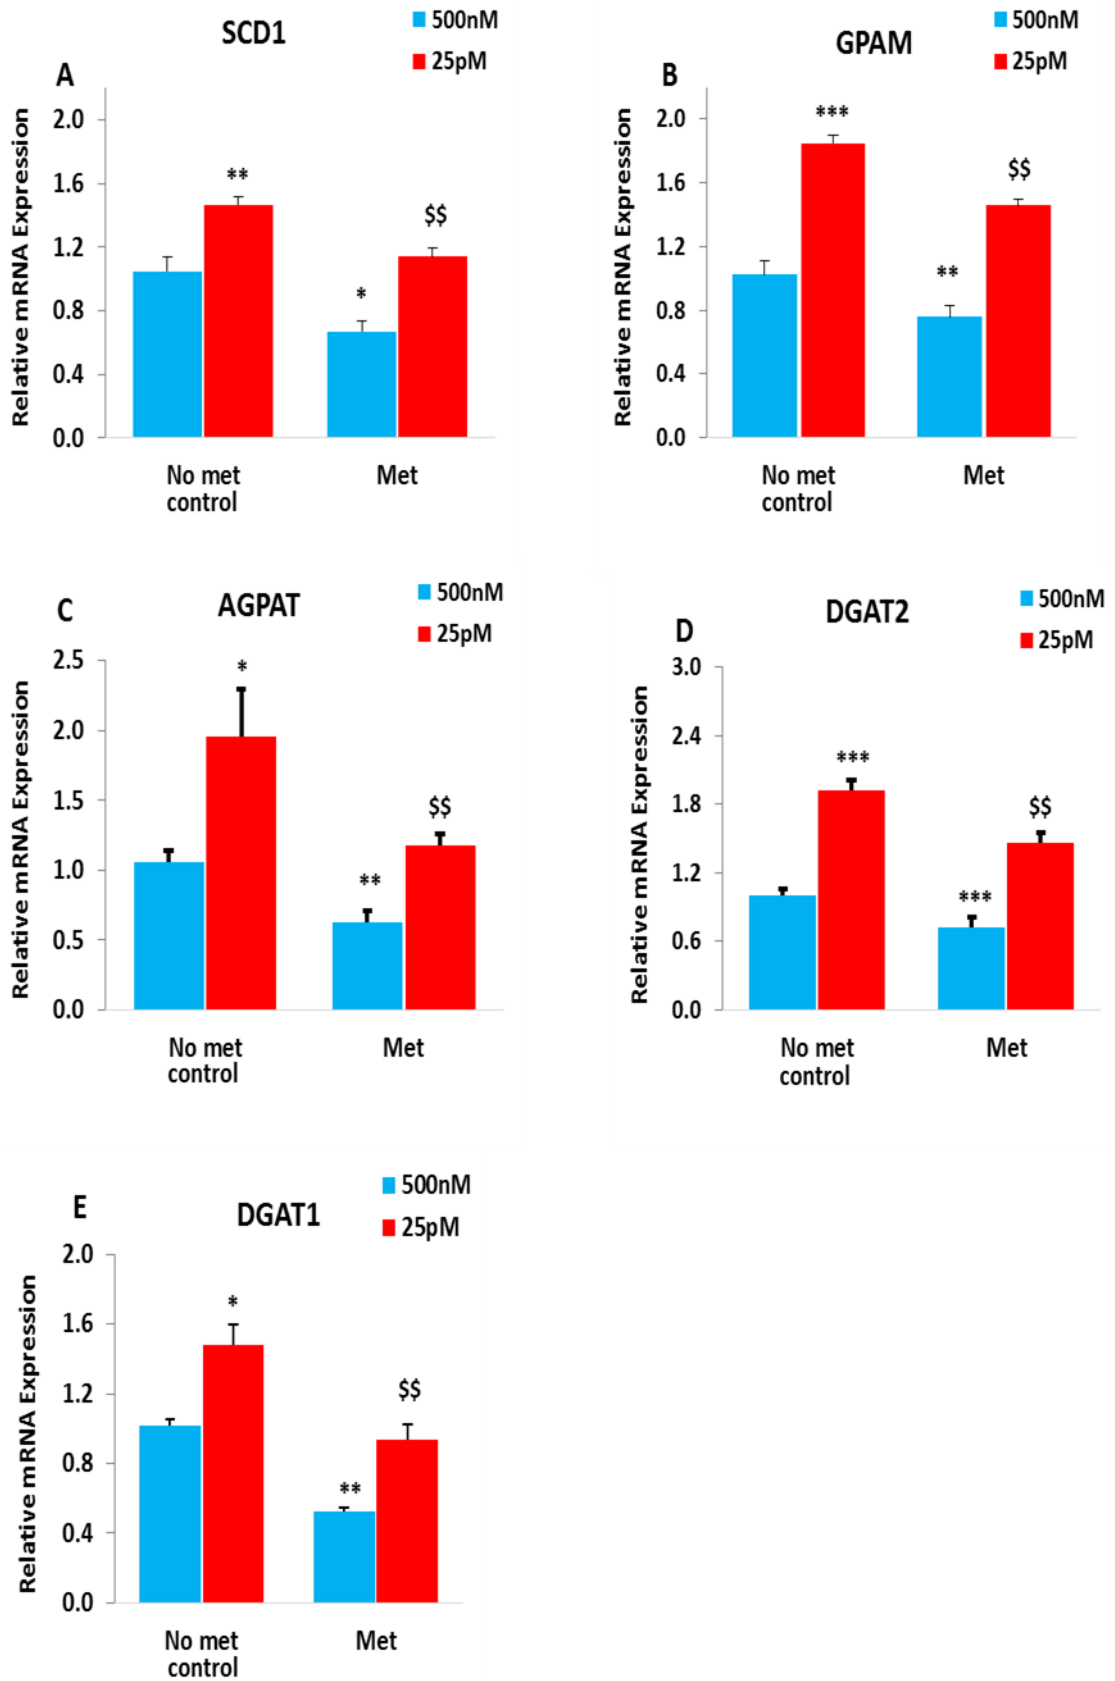 SCD1
500nM
25pM
A
Relative mRNA Expression
2.0
1.6
1.2
0.8
0.4
0.0
**
*
$$
No met
control
Met
GPAM
500nM
25pM
B
Relative mRNA Expression
2.0
1.6
1.2
0.8
0.4
0.0
***
**
$$
No met
control
Met
C
AGPAT
500nM
25pM
Relative mRNA Expression
2.5
2.0
1.5
1.0
0.5
0.0
*
**
$$
No met
control
Met
D
DGAT2
500nM
25pM
Relative mRNA Expression
3.0
2.4
1.8
1.2
0.6
0.0
***
***
$$
No met
control
Met
E
DGAT1
500nM
25pM
Relative mRNA Expression
2.0
1.6
1.2
0.8
0.4
0.0
*
**
$$
No met
control
Met